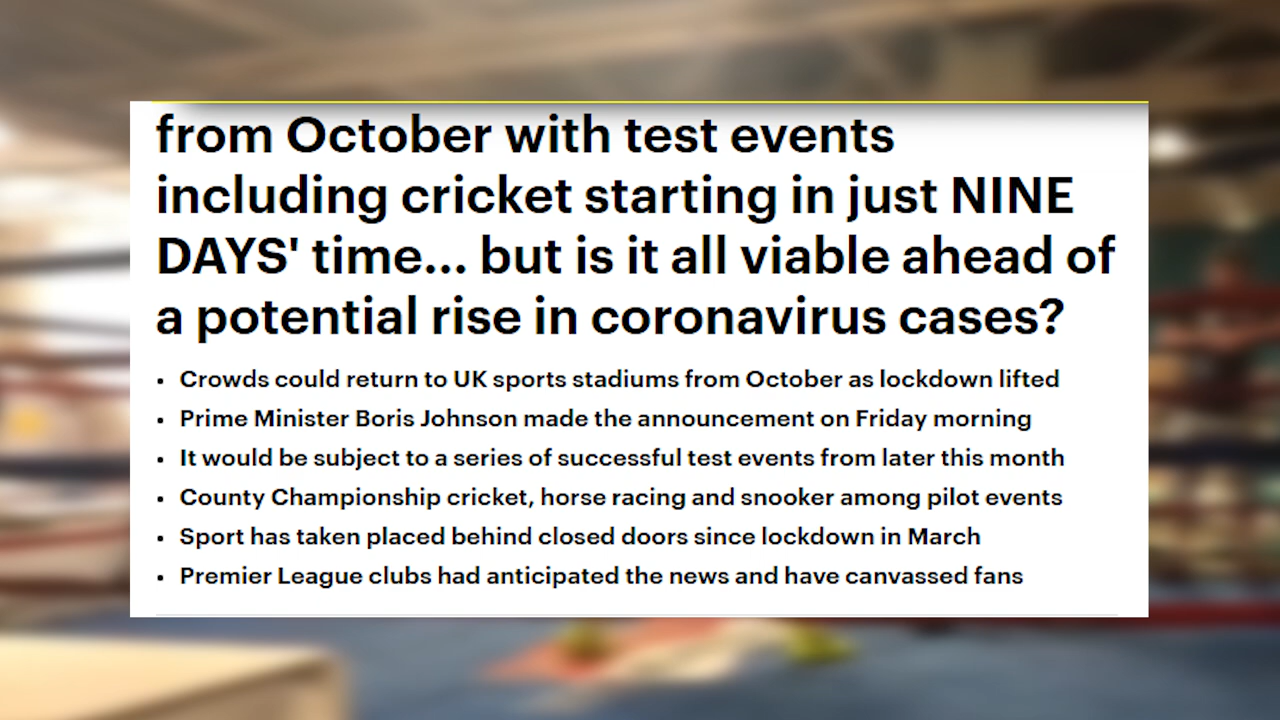 from October with test events
including cricket starting in just NINE
DAYS' time... but is it all viable ahead of
a potential rise in coronavirus cases?
• Crowds could return to UK sports stadiums from October as lockdown lifted
• Prime Minister Boris Johnson made the announcement on Friday morning
• It would be subject to a series of successful test events from later this month
• County Championship cricket, horse racing and snooker among pilot events
• Sport has taken placed behind closed doors since lockdown in March
• Premier League clubs had anticipated the news and have canvassed fans